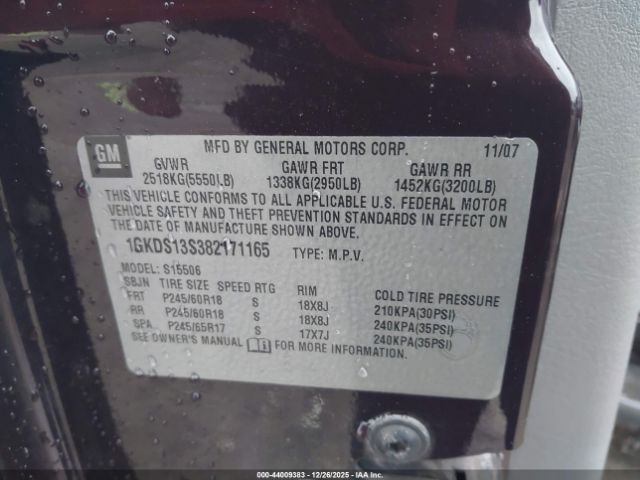 GM
MFD BY GENERAL MOTORS CORP. 11/07
GVWR GAWR FRT GAWR RR
2518KG(5550LB) 1338KG(2950LB) 1452KG(3200LB)
THIS VEHICLE CONFORMS TO ALL APPLICABLE U.S. FEDERAL MOTOR
VEHICLE SAFETY AND THEFT PREVENTION STANDARDS IN EFFECT ON
THE DATE OF MANUFACTURE SHOWN ABOVE.
1GKDS13S382171165 TYPE: M.P.V.
MODEL: S15506
SBJN TIRE SIZE SPEED RTG RIM COLD TIRE PRESSURE
FRT P245/60R18 S 18X8J 210KPA(30PSI)
RR P245/60R18 S 18X8J 240KPA(35PSI)
SPA P245/65R17 S 17X7J 240KPA(35PSI)
SEE OWNER'S MANUAL FOR MORE INFORMATION.
000-44009383 - 12/26/2025 - IAA Inc.